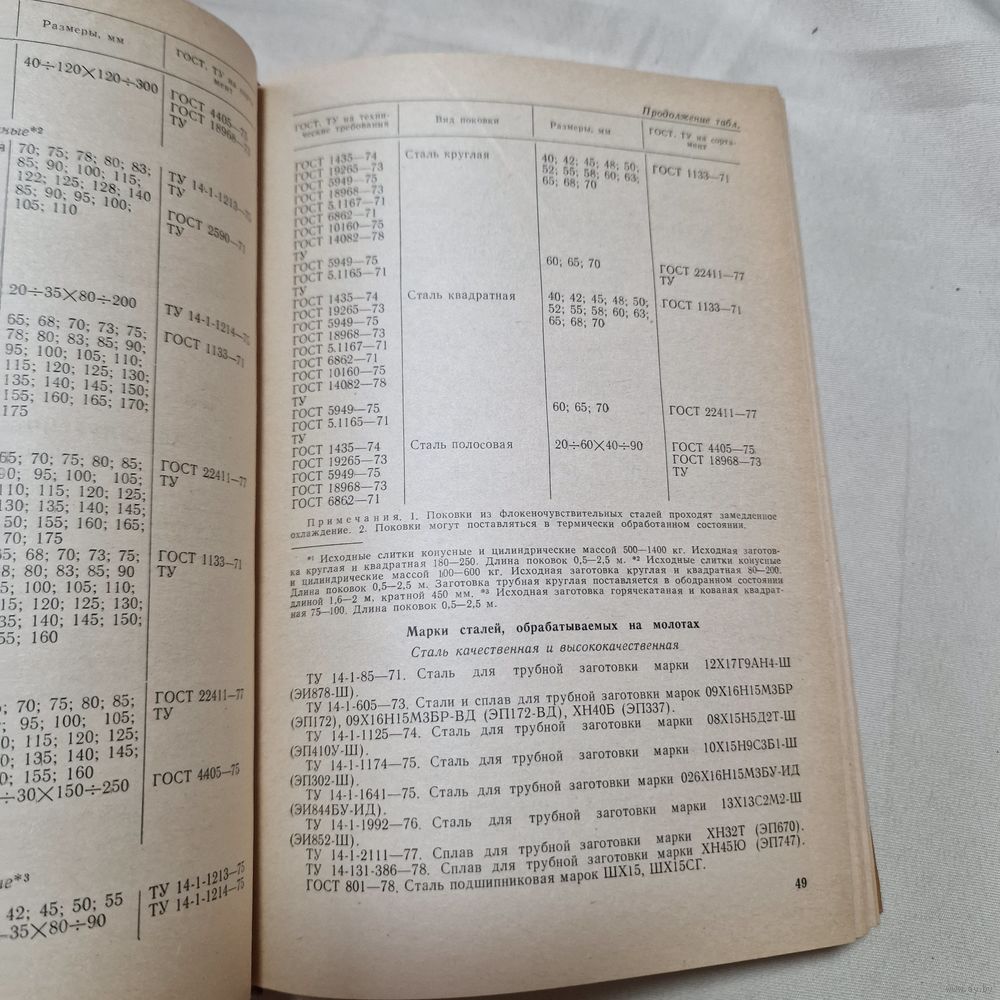 Размеры, мм
ГОСТ, ТУ на
мент
40÷120×120÷300
ГОСТ 4405—75
ГОСТ 18968—73
ТУ
ные*²
70; 75; 78; 80; 83;
85; 90; 100; 115;
122; 125; 128; 140
85; 90; 95; 100;
105; 110
ТУ 14-1-1213—75
ТУ
ГОСТ 2590—71
ТУ
20÷35×80÷200
ТУ 14-1-1214—75
65; 68; 70; 73; 75;
78; 80; 83; 85; 90;
95; 100; 105; 110;
115; 120; 125; 130;
135; 140; 145; 150;
155; 160; 165; 170;
175
ГОСТ 1133—71
65; 70; 75; 80; 85;
90; 95; 100; 105;
110; 115; 120; 125;
130; 135; 140; 145;
50; 155; 160; 165;
70; 175
ГОСТ 22411—77
ТУ
65; 68; 70; 73; 75;
8; 80; 83; 85; 90
5; 100; 105; 110;
15; 120; 125; 130;
35; 140; 145; 150;
55; 160
ГОСТ 1133—71
ТУ
; 70; 75; 80; 85;
; 95; 100; 105;
0; 115; 120; 125;
0; 135; 140; 145;
0; 155; 160
ГОСТ 22411—77
ТУ
÷30×150÷250
ГОСТ 4405—75
ые*³
42; 45; 50; 55
—35×80÷90
ТУ 14-1-1213—75
ТУ 14-1-1214—75
Продолжение табл.
ГОСТ, ТУ на техни-
ческие требования
Вид поковки
Размеры, мм
ГОСТ, ТУ на сорта-
мент
ГОСТ 1435—74
ГОСТ 19265—73
ГОСТ 5949—75
ГОСТ 18968—73
ГОСТ 5.1167—71
ГОСТ 6862—71
ГОСТ 10160—75
ГОСТ 14082—78
ТУ
Сталь круглая
40; 42; 45; 48; 50;
52; 55; 58; 60; 63;
65; 68; 70
ГОСТ 1133—71
ГОСТ 5949—75
ГОСТ 5.1165—71
ТУ
60; 65; 70
ГОСТ 22411—77
ТУ
ГОСТ 1435—74
ГОСТ 19265—73
ГОСТ 5949—75
ГОСТ 18968—73
ГОСТ 5.1167—71
ГОСТ 6862—71
ГОСТ 10160—75
ГОСТ 14082—78
ТУ
Сталь квадратная
40; 42; 45; 48; 50;
52; 55; 58; 60; 63;
65; 68; 70
ГОСТ 1133—71
ГОСТ 5949—75
ГОСТ 5.1165—71
ТУ
60; 65; 70
ГОСТ 22411—77
ГОСТ 1435—74
ГОСТ 19265—73
ГОСТ 5949—75
ГОСТ 18968—73
ГОСТ 6862—71
Сталь полосовая
20÷60×40÷90
ГОСТ 4405—75
ГОСТ 18968—73
ТУ
Примечания. 1. Поковки из флокеночувствительных сталей проходят замедленное
охлаждение. 2. Поковки могут поставляться в термически обработанном состоянии.
*¹ Исходные слитки конусные и цилиндрические массой 500—1400 кг. Исходная заготов-
ка круглая и квадратная 180—250. Длина поковок 0,5—2,5 м. *² Исходные слитки конусные
и цилиндрические массой 100—600 кг. Исходная заготовка круглая и квадратная 80—200.
Длина поковок 0,5—2,5 м. Заготовка трубная круглая поставляется в ободранном состоянии
длиной 1,6—2 м, кратной 450 мм. *³ Исходная заготовка горячекатаная и кованая квадрат-
ная 75—100. Длина поковок 0,5—2,5 м.
Марки сталей, обрабатываемых на молотах
Сталь качественная и высококачественная
ТУ 14-1-85—71. Сталь для трубной заготовки марки 12Х17Г9АН4-Ш
(ЭИ878-Ш).
ТУ 14-1-605—73. Стали и сплав для трубной заготовки марок 09Х16Н15М3БР
(ЭП172), 09Х16Н15М3БР-ВД (ЭП172-ВД), ХН40Б (ЭП337).
ТУ 14-1-1125—74. Сталь для трубной заготовки марки 08Х15Н5Д2Т-Ш
(ЭП410У-Ш).
ТУ 14-1-1174—75. Сталь для трубной заготовки марки 10Х15Н9С3Б1-Ш
(ЭП302-Ш).
ТУ 14-1-1641—75. Сталь для трубной заготовки марки 026Х16Н15М3БУ-ИД
(ЭИ844БУ-ИД).
ТУ 14-1-1992—76. Сталь для трубной заготовки марки 13Х13С2М2-Ш
(ЭИ852-Ш).
ТУ 14-1-2111—77. Сплав для трубной заготовки марки ХН32Т (ЭП670).
ТУ 14-131-386—78. Сплав для трубной заготовки марки ХН45Ю (ЭП747).
ГОСТ 801—78. Сталь подшипниковая марок ШХ15, ШХ15СГ.
49